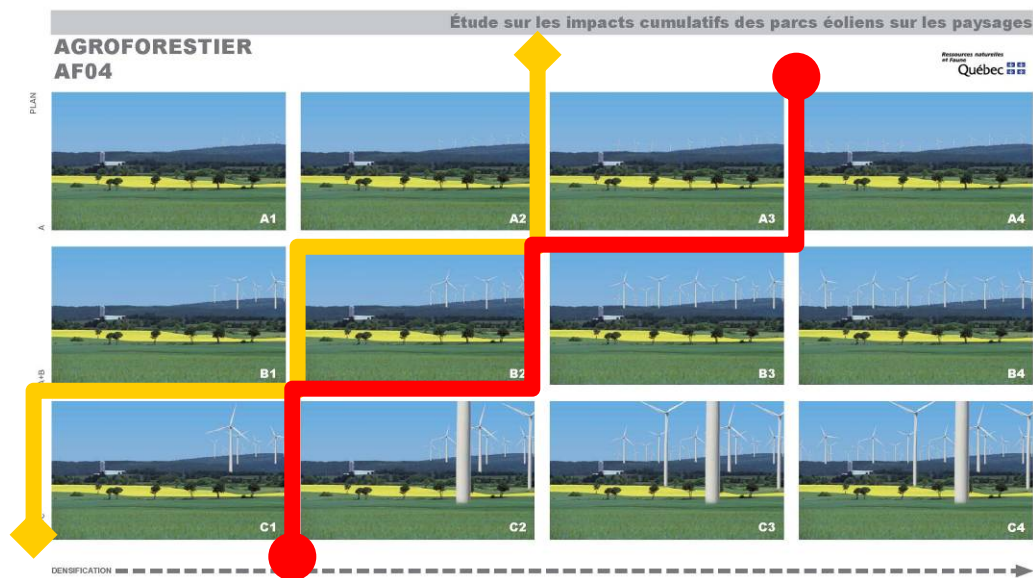 Étude sur les impacts cumulatifs des parcs éoliens sur les paysages
AGROFORESTIER
AF04
Ressources naturelles
et Faune
Québec
PLAN
A
A1
A2
A3
A4
A+B
B1
B2
B3
B4
C1
C2
C3
C4
DENSIFICATION